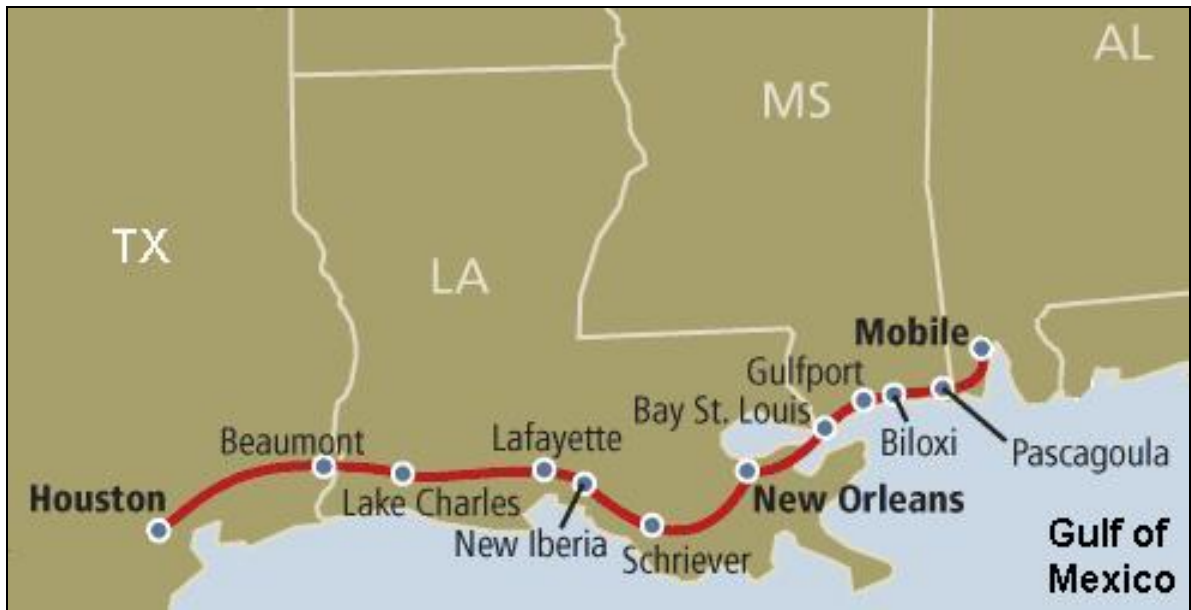 AL
MS
TX
LA
Mobile
Gulfport
Bay St. Louis
Beaumont
Lafayette
Biloxi
Pascagoula
Houston
Lake Charles
New Orleans
New Iberia
Schriever
Gulf of
Mexico